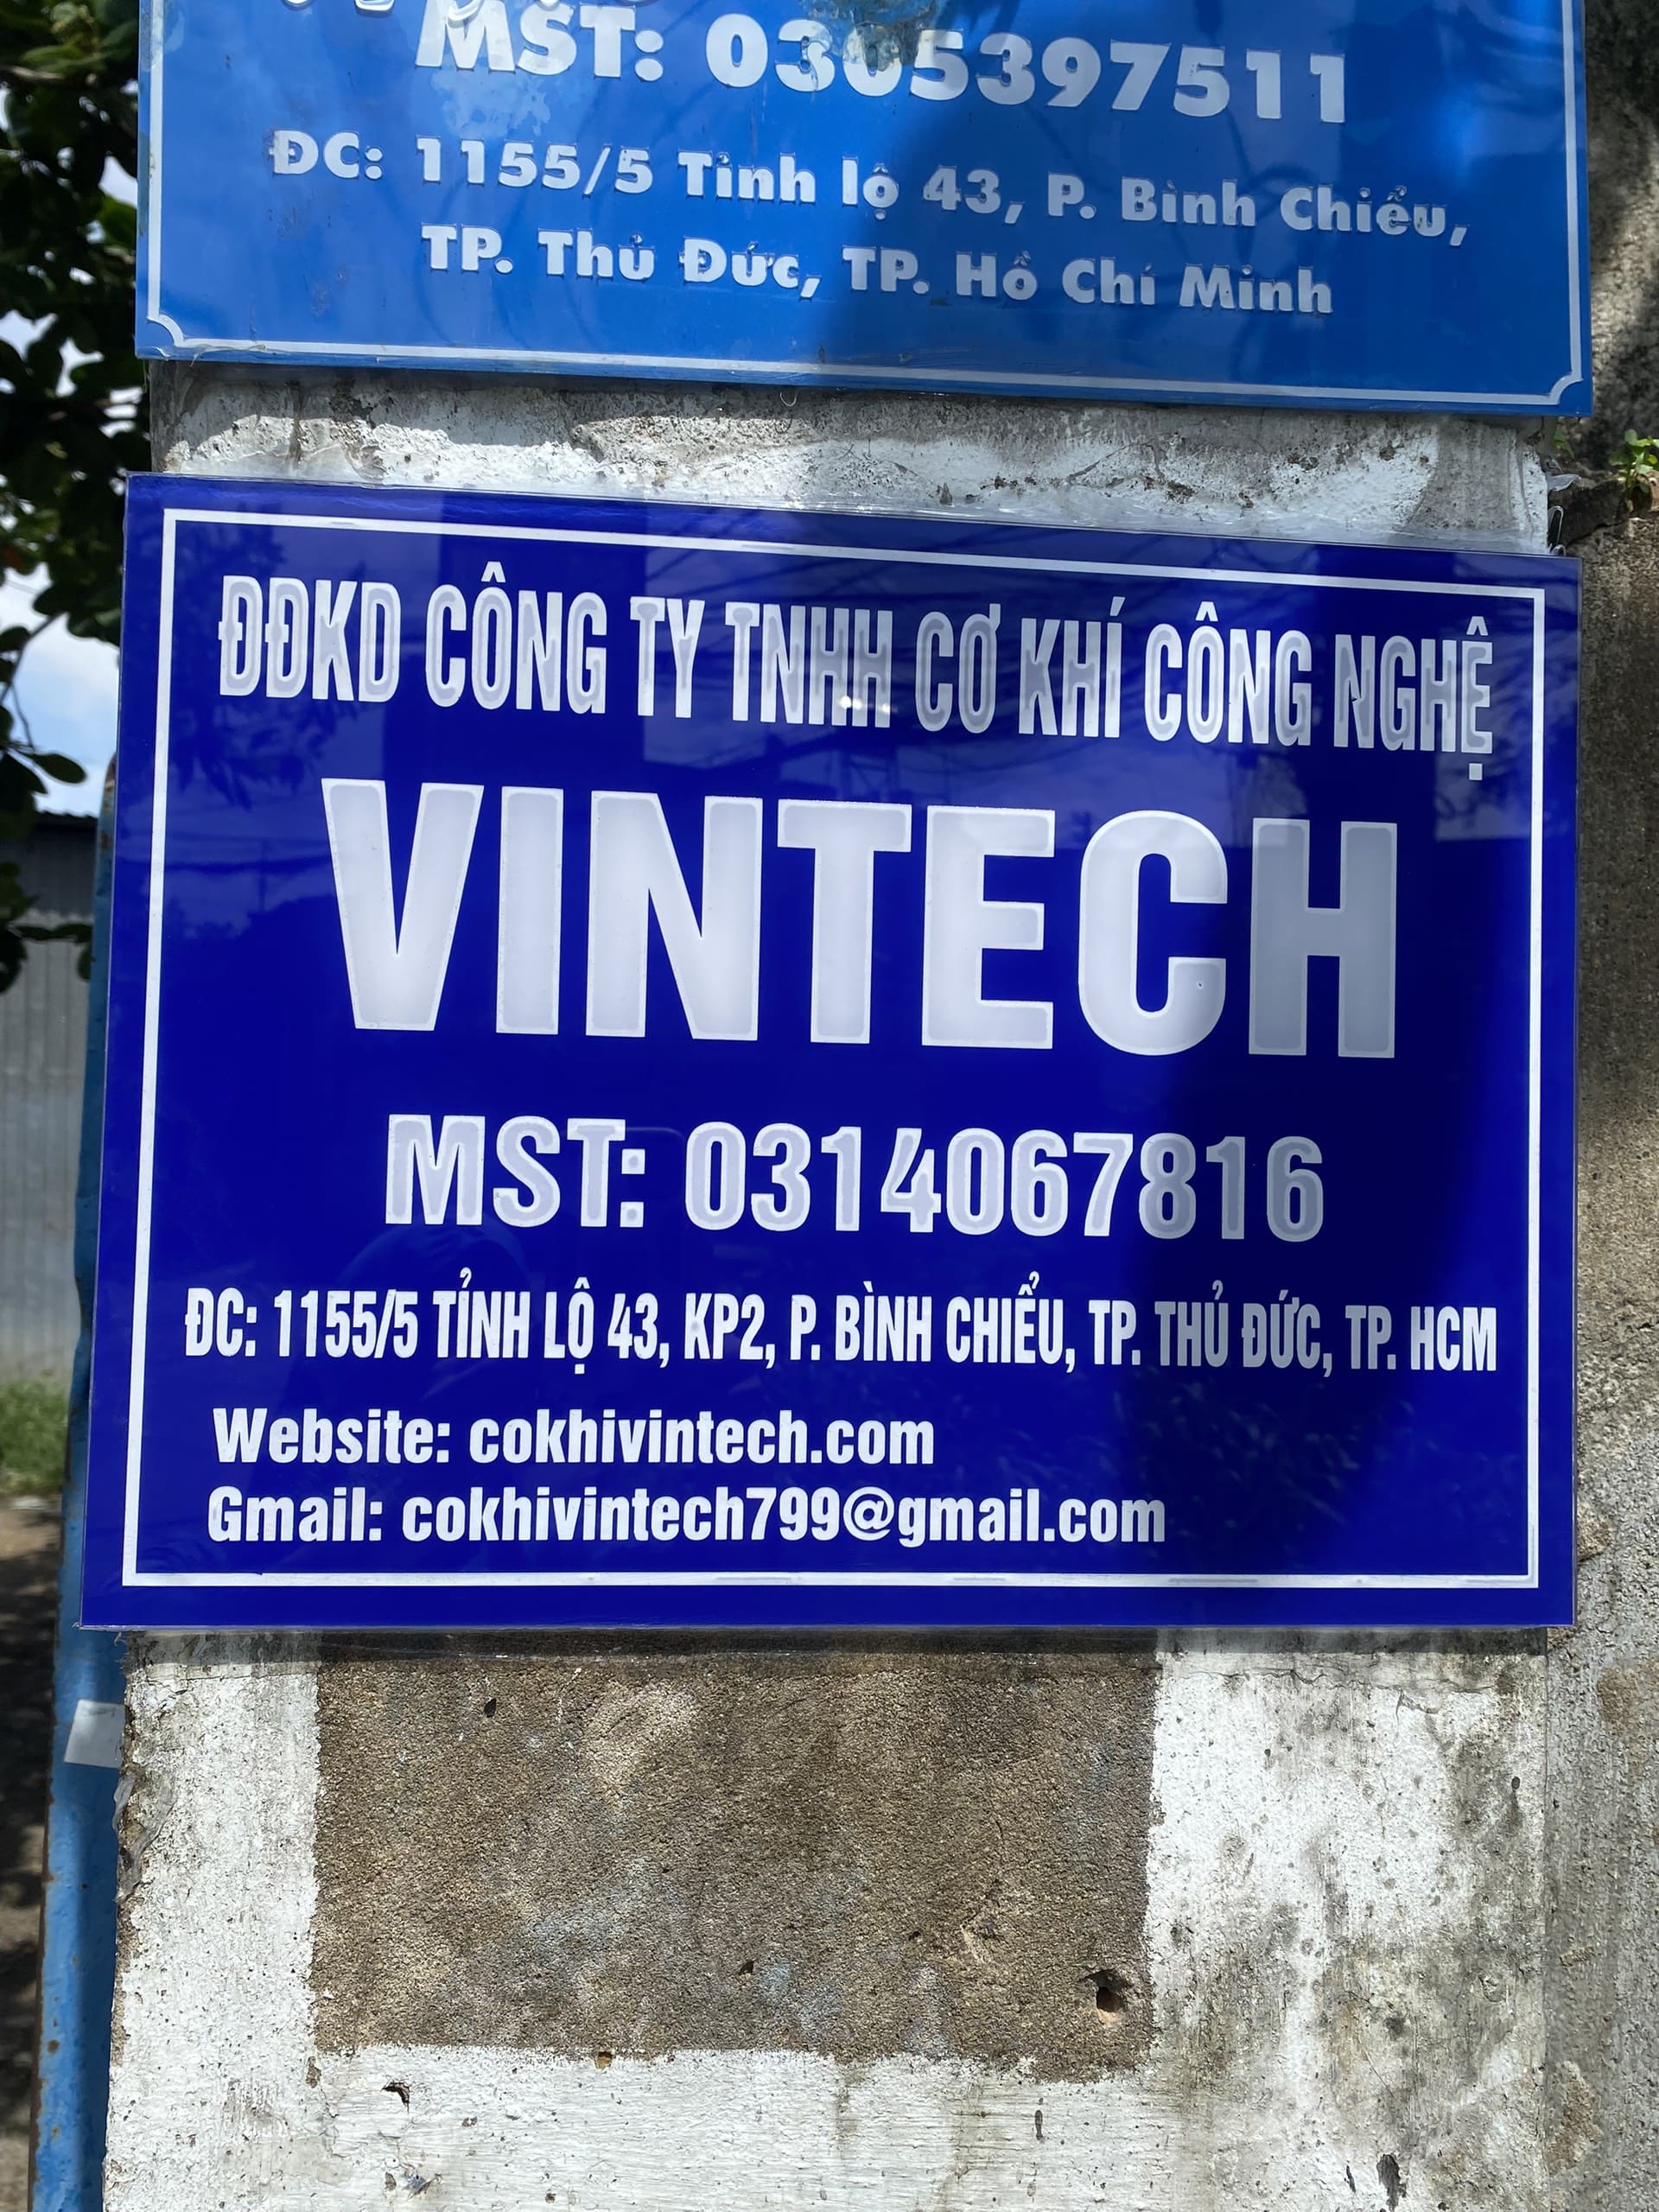 MST: 0305397511
ĐC: 1155/5 Tỉnh lộ 43, P. Bình Chiểu,
TP. Thủ Đức, TP. Hồ Chí Minh
ĐĐKD CÔNG TY TNHH CƠ KHÍ CÔNG NGHỆ
VINTECH
MST: 0314067816
ĐC: 1155/5 TỈNH LỘ 43, KP2, P. BÌNH CHIỂU, TP. THỦ ĐỨC, TP. HCM
Website: cokhivintech.com
Gmail: cokhivintech799@gmail.com